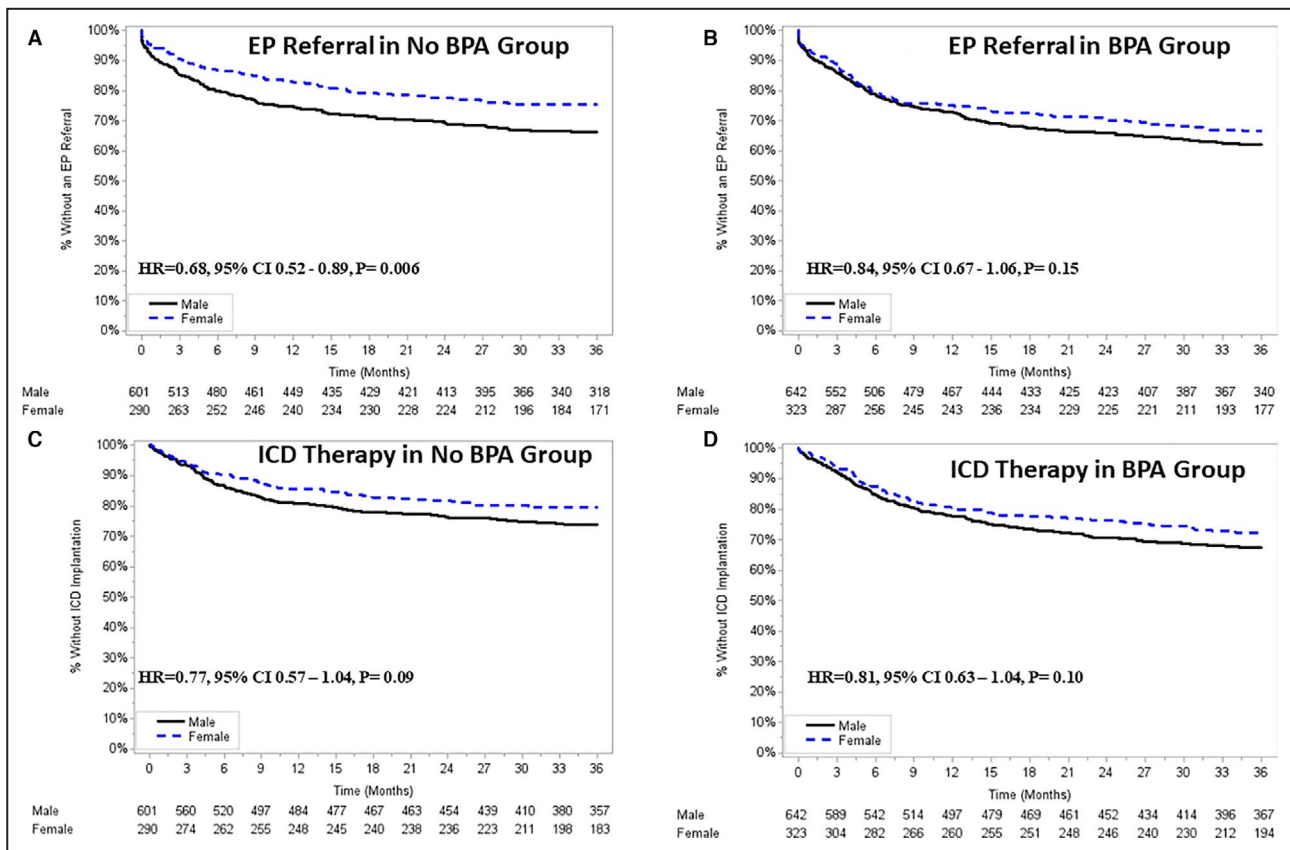 A
EP Referral in No BPA Group
% Without an EP Referral
100%
90%
80%
70%
60%
50%
40%
30%
20%
10%
0%
HR=0.68, 95% CI 0.52 - 0.89, P= 0.006
Male
Female
0 3 6 9 12 15 18 21 24 27 30 33 36
Time (Months)
Male 601 513 480 461 449 435 429 421 413 395 366 340 318
Female 290 263 252 246 240 234 230 228 224 212 196 184 171
B
EP Referral in BPA Group
% Without an EP Referral
100%
90%
80%
70%
60%
50%
40%
30%
20%
10%
0%
HR=0.84, 95% CI 0.67 - 1.06, P= 0.15
Male
Female
0 3 6 9 12 15 18 21 24 27 30 33 36
Time (Months)
642 552 506 479 467 444 433 425 423 407 387 367 340
323 287 256 245 243 236 234 229 225 221 211 193 177
C
ICD Therapy in No BPA Group
% Without ICD Implantation
100%
90%
80%
70%
60%
50%
40%
30%
20%
10%
0%
HR=0.77, 95% CI 0.57 – 1.04, P= 0.09
Male
Female
0 3 6 9 12 15 18 21 24 27 30 33 36
Time (Months)
Male 601 560 520 497 484 477 467 463 454 439 410 380 357
Female 290 274 262 255 248 245 240 238 236 223 211 198 183
D
ICD Therapy in BPA Group
% Without ICD Implantation
100%
90%
80%
70%
60%
50%
40%
30%
20%
10%
0%
HR=0.81, 95% CI 0.63 – 1.04, P= 0.10
Male
Female
0 3 6 9 12 15 18 21 24 27 30 33 36
Time (Months)
Male 642 589 542 514 497 479 469 461 452 434 414 396 367
Female 323 304 282 266 260 255 251 248 246 240 230 212 194